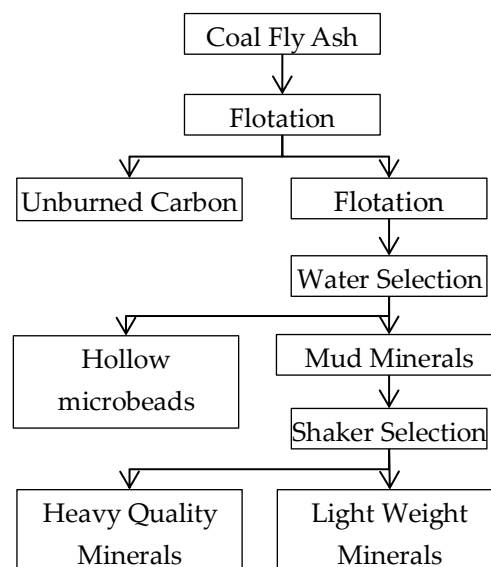 Coal Fly Ash
Flotation
Unburned Carbon
Flotation
Water Selection
Hollow
microbeads
Mud Minerals
Shaker Selection
Heavy Quality
Minerals
Light Weight
Minerals